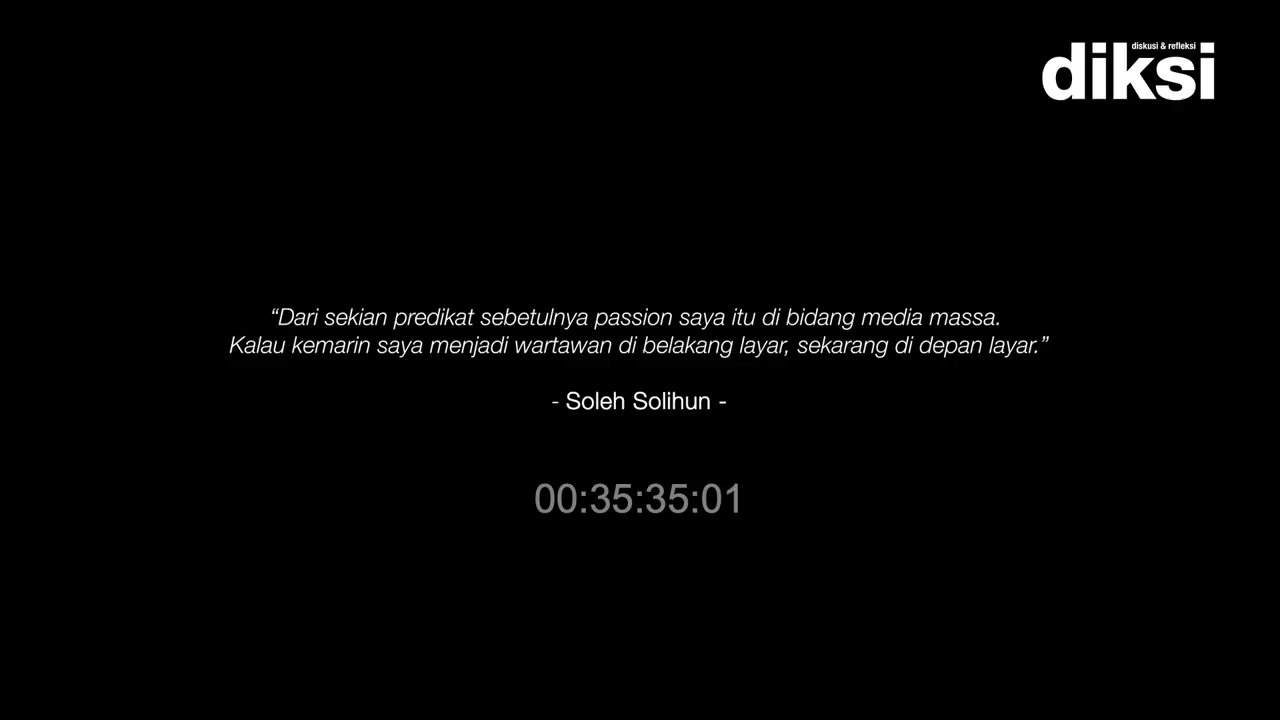 diskusi & refleksi
diksi
“Dari sekian predikat sebetulnya passion saya itu di bidang media massa.
Kalau kemarin saya menjadi wartawan di belakang layar, sekarang di depan layar.”
- Soleh Solihun -
00:35:35:01